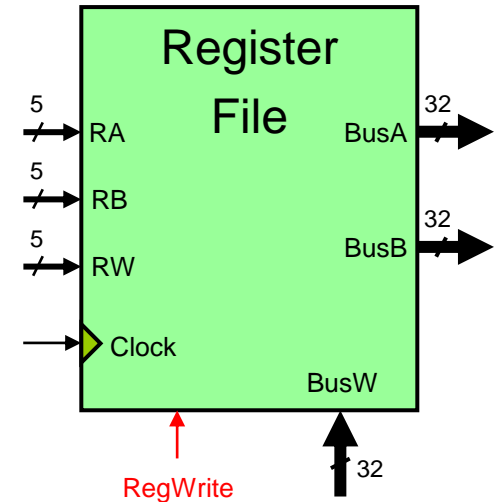 Register
File
5
RA
32
BusA
5
RB
32
BusB
5
RW
Clock
BusW
32
RegWrite